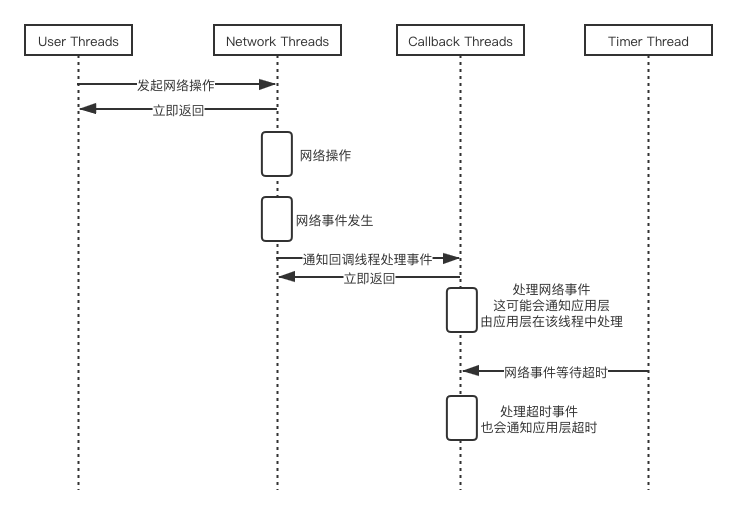 User Threads
Network Threads
Callback Threads
Timer Thread
发起网络操作
立即返回
网络操作
网络事件发生
通知回调线程处理事件
立即返回
处理网络事件
这可能会通知应用层
由应用层在该线程中处理
网络事件等待超时
处理超时事件
也会通知应用层超时